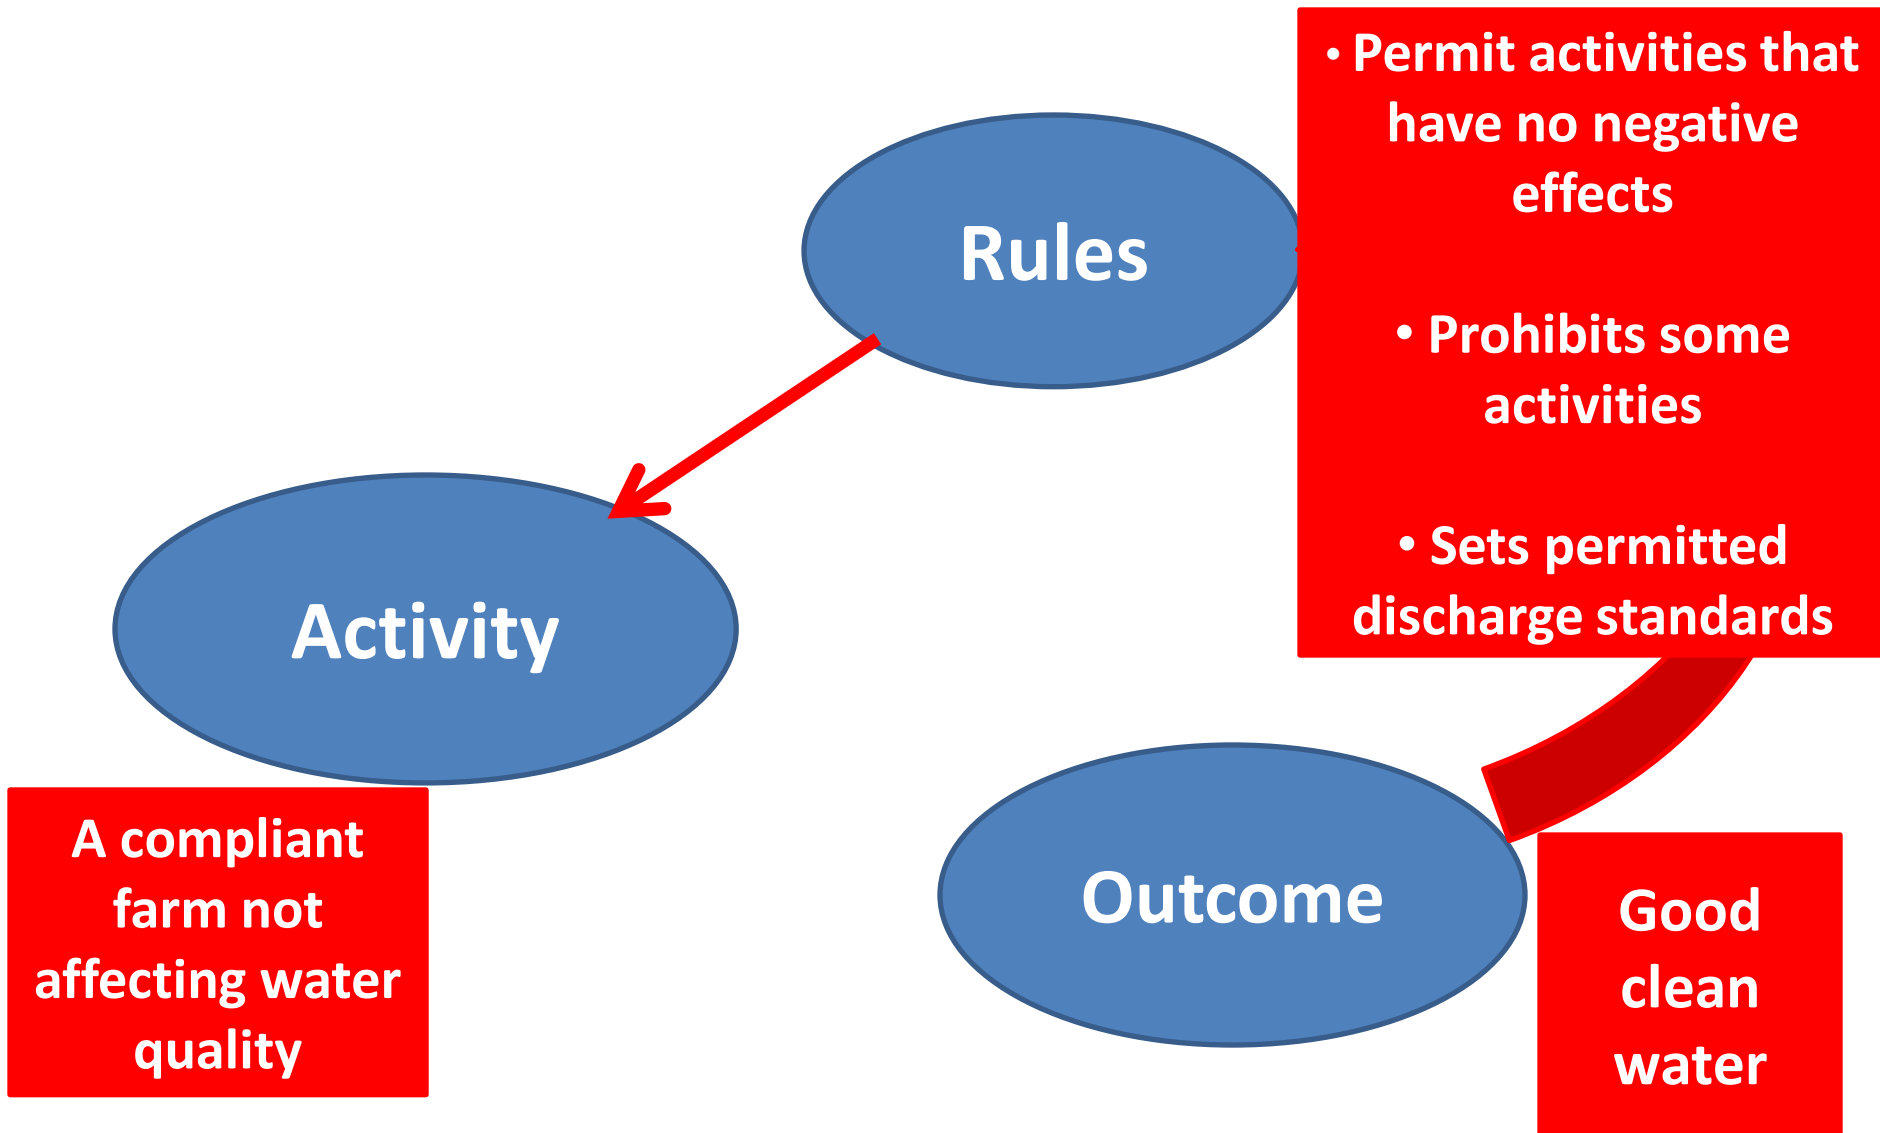 • Permit activities that
have no negative
effects
• Prohibits some
activities
• Sets permitted
discharge standards
Rules
Activity
A compliant
farm not
affecting water
quality
Outcome
Good
clean
water